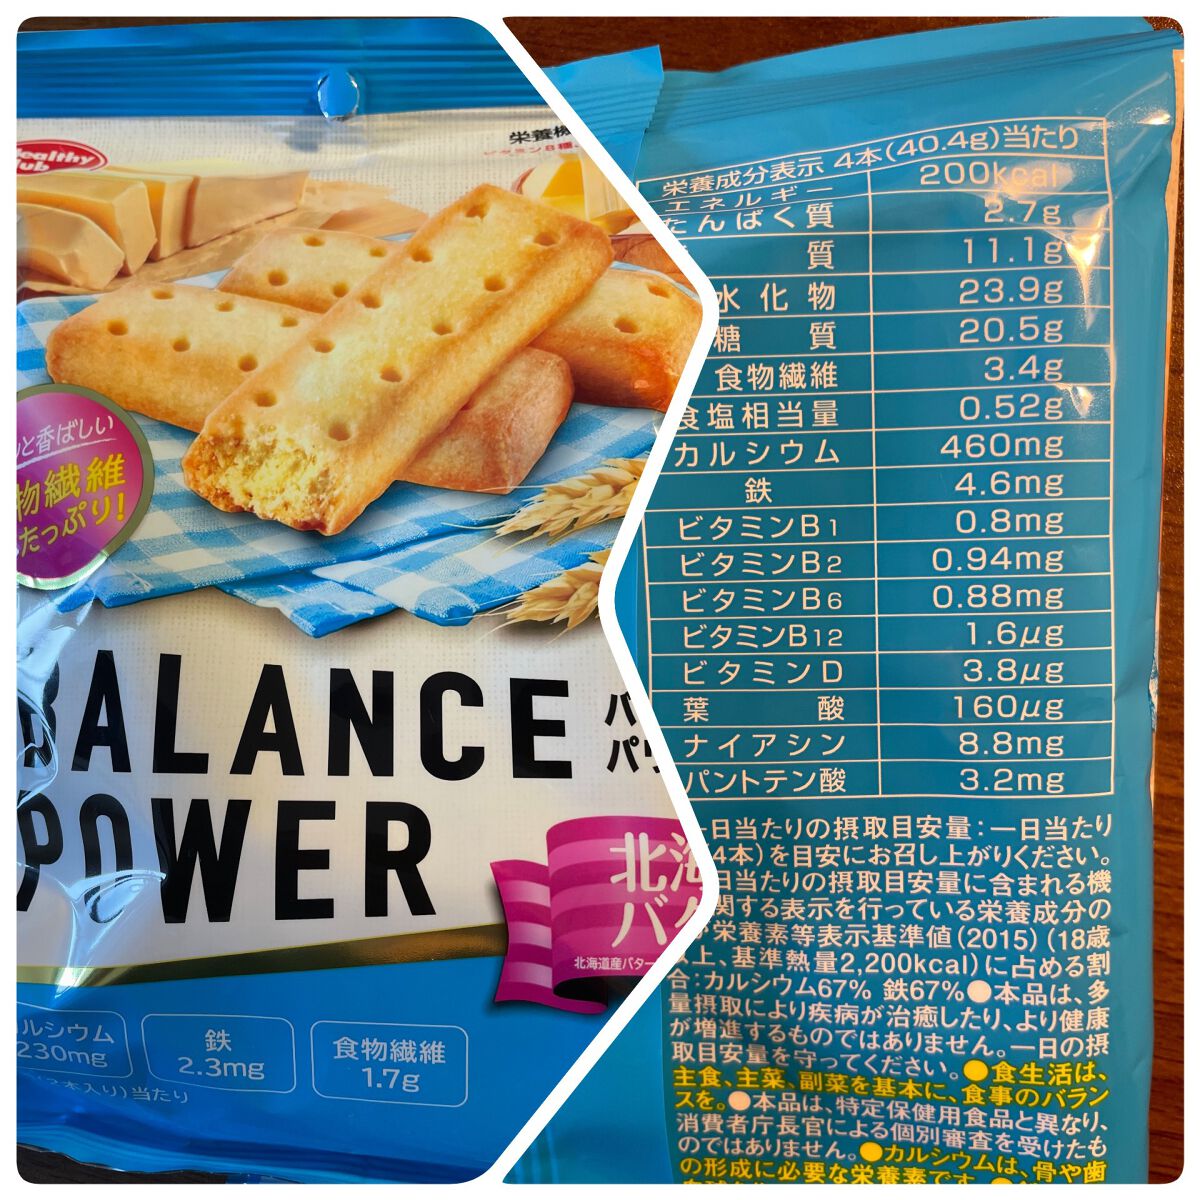 ealthy
ub
栄養機
ビタミン8種
と香ばしい
物繊維
たっぷり!
BALANCE
POWER
バ
パ
北海
バタ
北海道産バター
ルシウム
230mg
鉄
2.3mg
食物繊維
1.7g
(2本入り)当たり
栄養成分表示 4本(40.4g)当たり
エネルギー 200kcal
たんぱく質 2.7g
質 11.1g
水化物 23.9g
糖質 20.5g
食物繊維 3.4g
食塩相当量 0.52g
カルシウム 460mg
鉄 4.6mg
ビタミンB1 0.8mg
ビタミンB2 0.94mg
ビタミンB6 0.88mg
ビタミンB12 1.6μg
ビタミンD 3.8μg
葉酸 160μg
ナイアシン 8.8mg
パントテン酸 3.2mg
一日当たりの摂取目安量:一日当たり
4本)を目安にお召し上がりください。
日当たりの摂取目安量に含まれる機
関する表示を行っている栄養成分の
栄養素等表示基準値(2015)(18歳
上、基準熱量2,200kcal)に占める割
合:カルシウム67% 鉄67%●本品は、多
量摂取により疾病が治癒したり、より健康
が増進するものではありません。一日の摂
取目安量を守ってください。●食生活は、
主食、主菜、副菜を基本に、食事のバラン
スを。●本品は、特定保健用食品と異なり、
消費者庁長官による個別審査を受けたも
のではありません。●カルシウムは、骨や歯
の形成に必要な栄養素です。